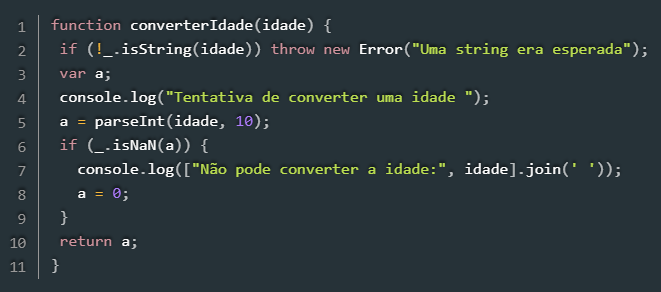 1 function converterIdade(idade) {
2 if (!_.isString(idade)) throw new Error("Uma string era esperada");
3 var a;
4 console.log("Tentativa de converter uma idade ");
5 a = parseInt(idade, 10);
6 if (_.isNaN(a)) {
7 console.log(["Não pode converter a idade:", idade].join(' '));
8 a = 0;
9 }
10 return a;
11 }